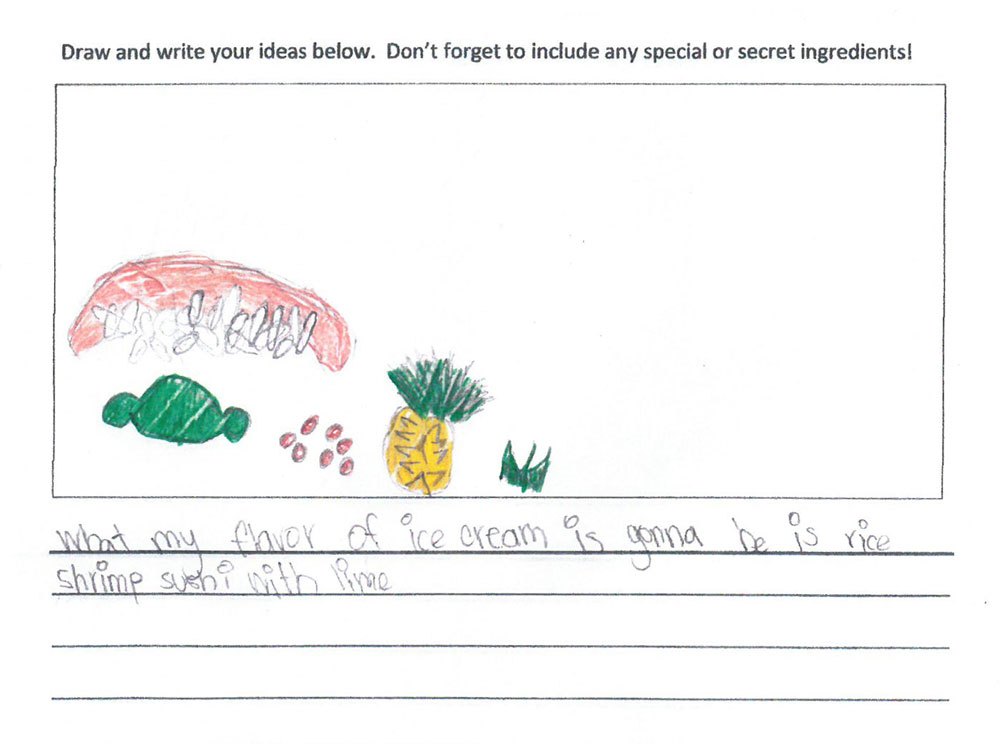 Draw and write your ideas below. Don't forget to include any special or secret ingredients!
what my flavor of ice cream is gonna be is rice
shrimp sushi with lime